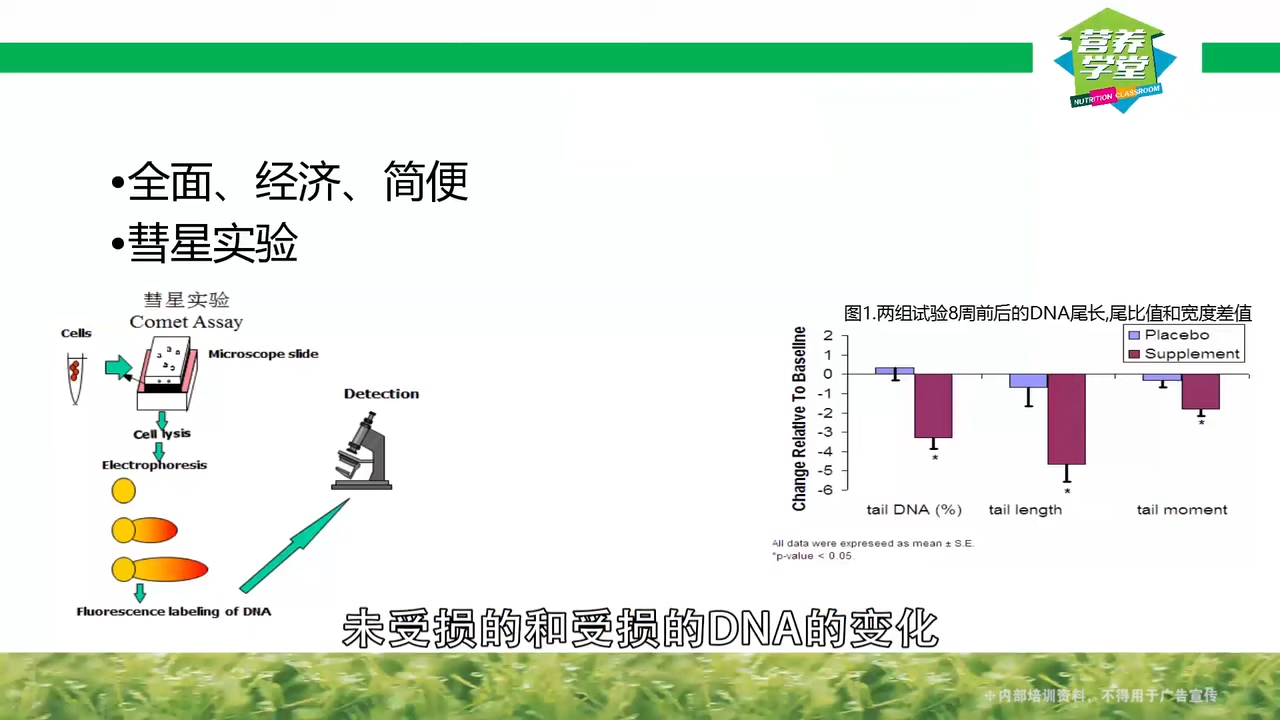 营养
学堂
NUTRITION CLASSROOM
•全面、经济、简便
•彗星实验
彗星实验
Comet Assay
Cells
Microscope slide
Cell lysis
Electrophoresis
Fluorescence labeling of DNA
Detection
图1.两组试验8周前后的DNA尾长,尾比值和宽度差值
Placebo
Supplement
Change Relative To Baseline
2
1
0
-1
-2
-3
-4
-5
-6
*
*
*
tail DNA (%)
tail length
tail moment
All data were expreseed as mean ± S.E.
*p-value < 0.05
未受损的和受损的DNA的变化
※内部培训资料，不得用于广告宣传